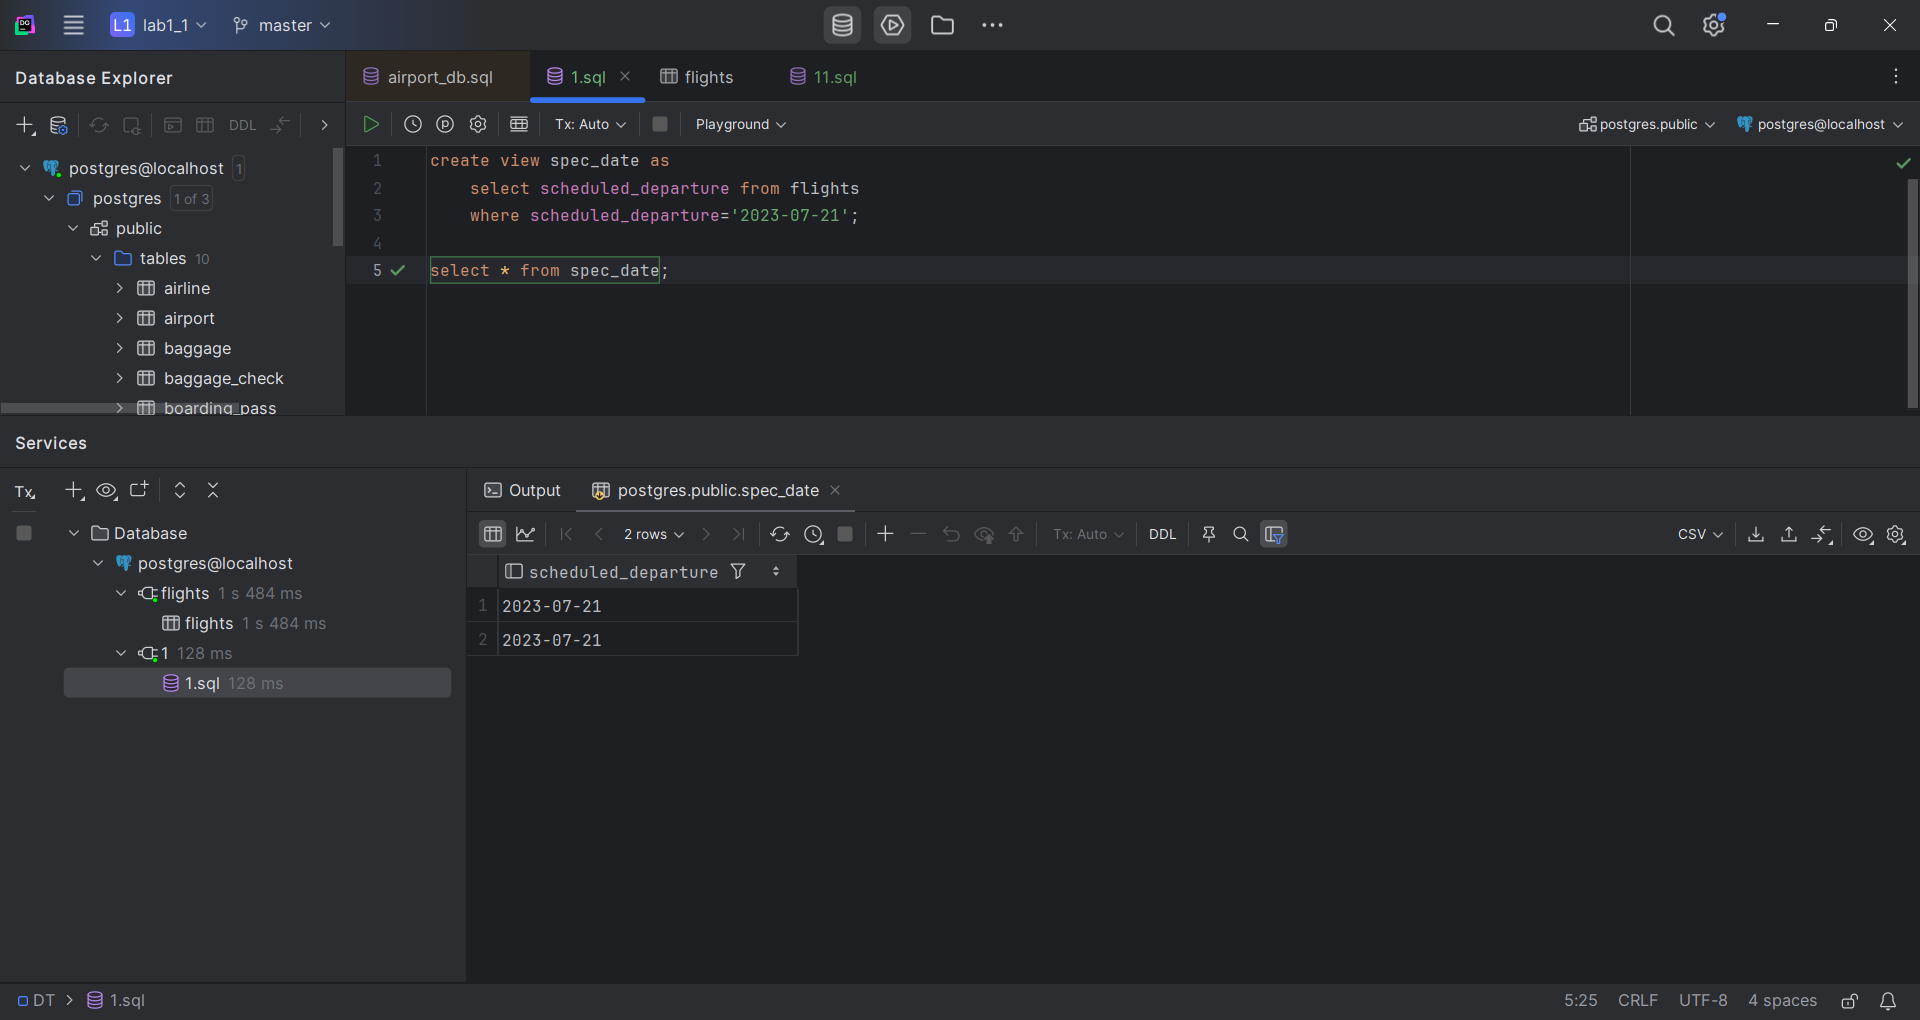 L1 lab1_1 master
Database Explorer
airport_db.sql 1.sql flights 11.sql
DDL
Tx: Auto Playground postgres.public postgres@localhost
postgres@localhost 1
postgres 1 of 3
public
tables 10
airline
airport
baggage
baggage_check
boarding_pass
1 create view spec_date as
2 select scheduled_departure from flights
3 where scheduled_departure='2023-07-21';
4
5 select * from spec_date;
Services
Tx
Database
postgres@localhost
flights 1 s 484 ms
flights 1 s 484 ms
1 128 ms
1.sql 128 ms
Output postgres.public.spec_date
2 rows Tx: Auto DDL CSV
scheduled_departure
1 2023-07-21
2 2023-07-21
DT 1.sql
5:25 CRLF UTF-8 4 spaces